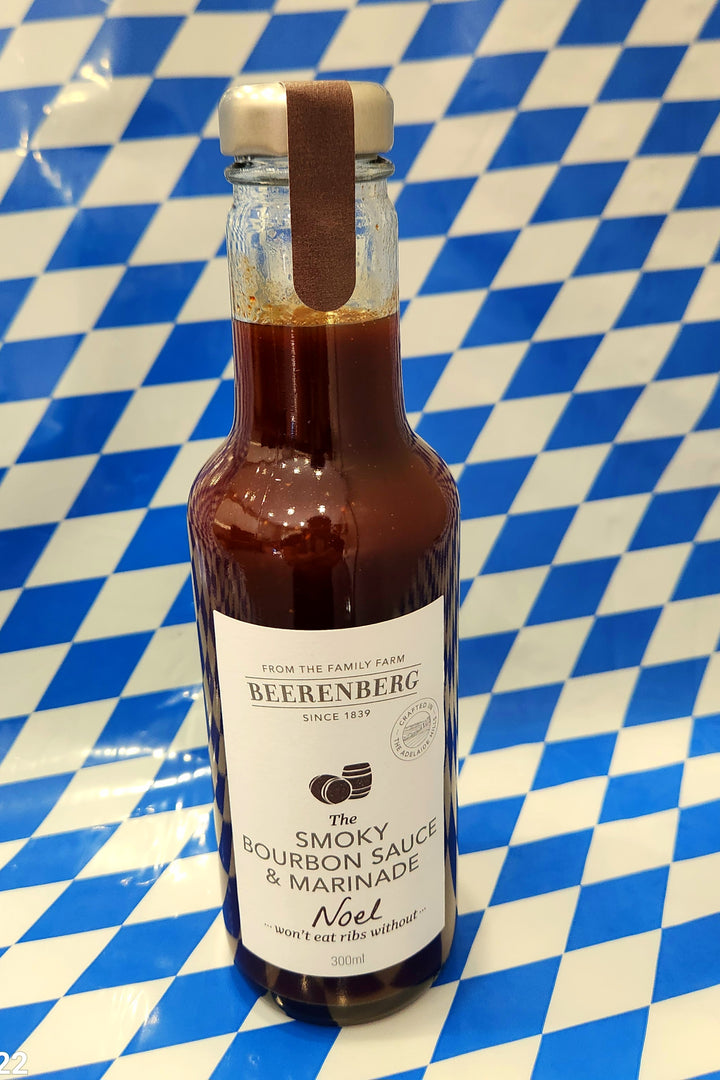 FROM THE FAMILY FARM
BEERENBERG
SINCE 1839
CRAFTED IN
THE ADELAIDE HILLS
The
SMOKY
BOURBON SAUCE
& MARINADE
Noel
...won't eat ribs without...
300ml
22